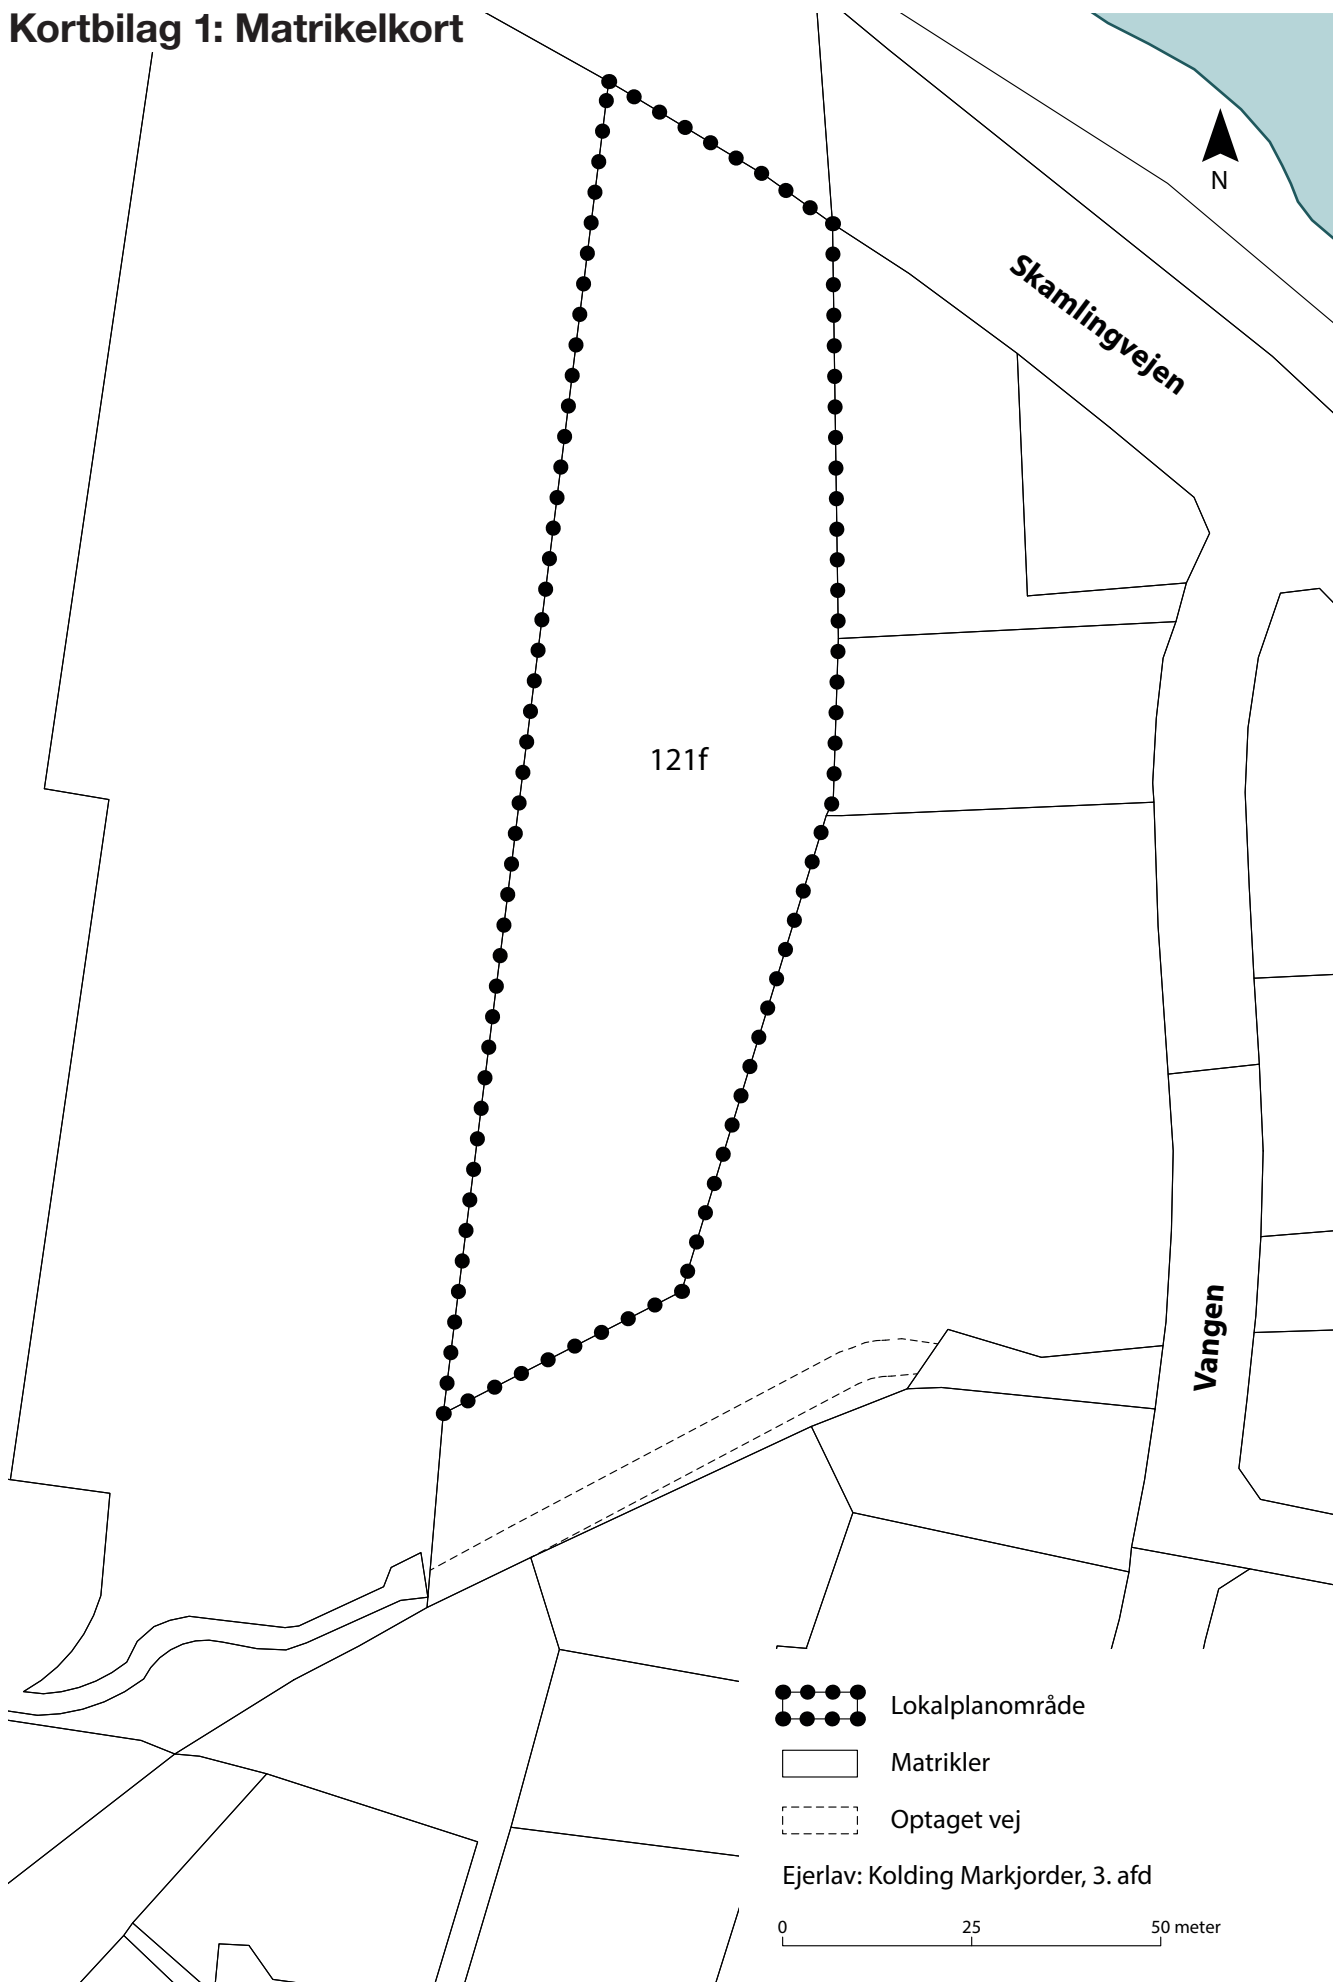 Kortbilag 1: Matrikelkort
N
Skamlingvejen
121f
Vangen
Lokalplanområde
Matrikler
Optaget vej
Ejerlav: Kolding Markjorder, 3. afd
0 25 50 meter